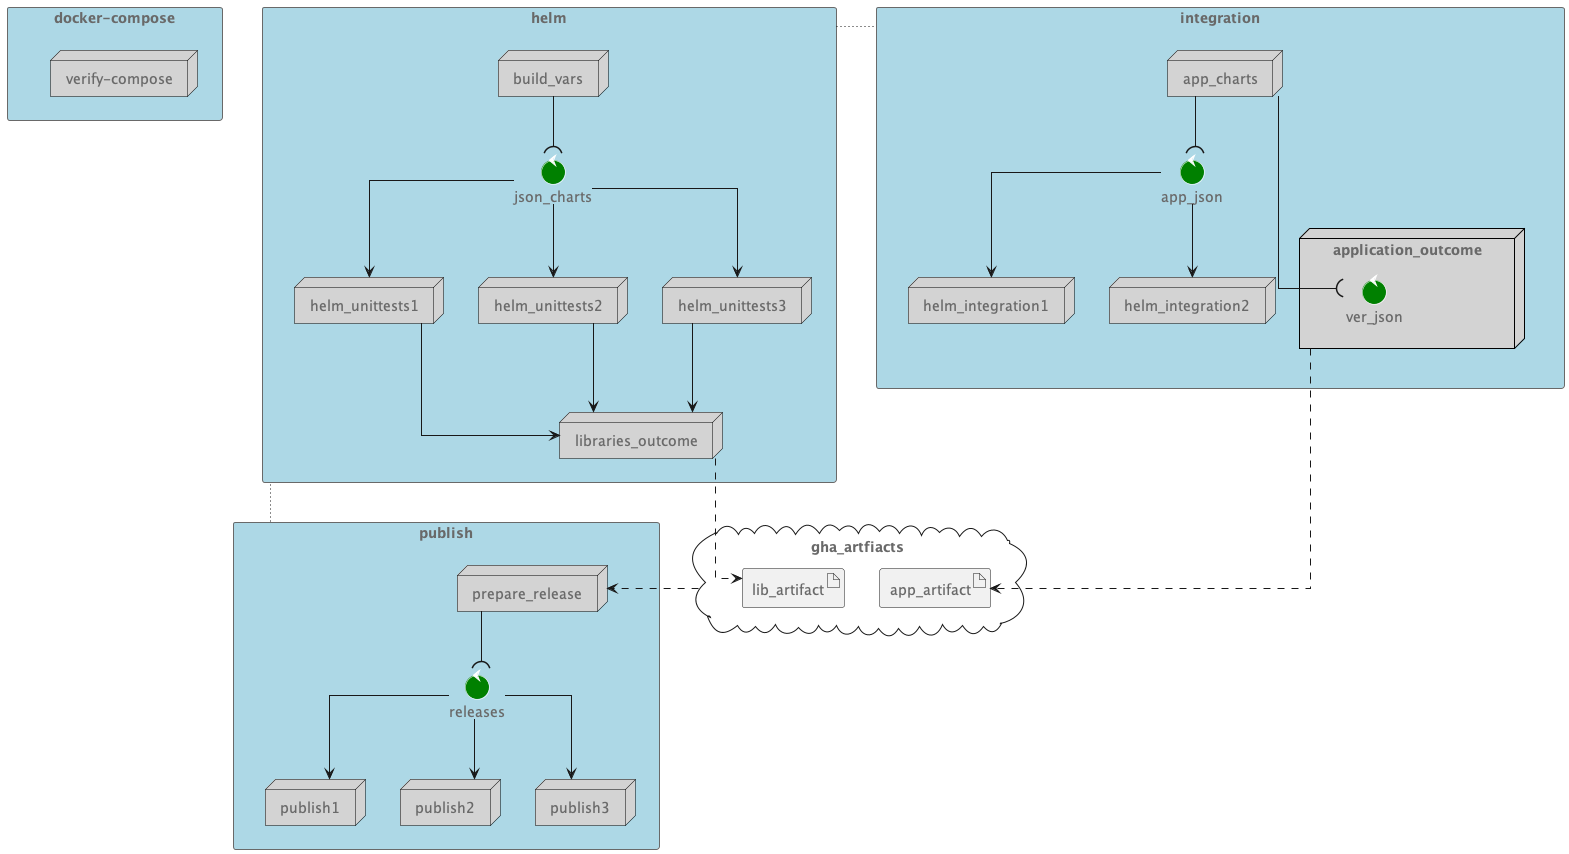 docker-compose
verify-compose
helm
build_vars
json_charts
helm_unittests1
helm_unittests2
helm_unittests3
libraries_outcome
integration
app_charts
app_json
application_outcome
ver_json
helm_integration1
helm_integration2
publish
prepare_release
releases
publish1
publish2
publish3
gha_artfiacts
lib_artifact
app_artifact